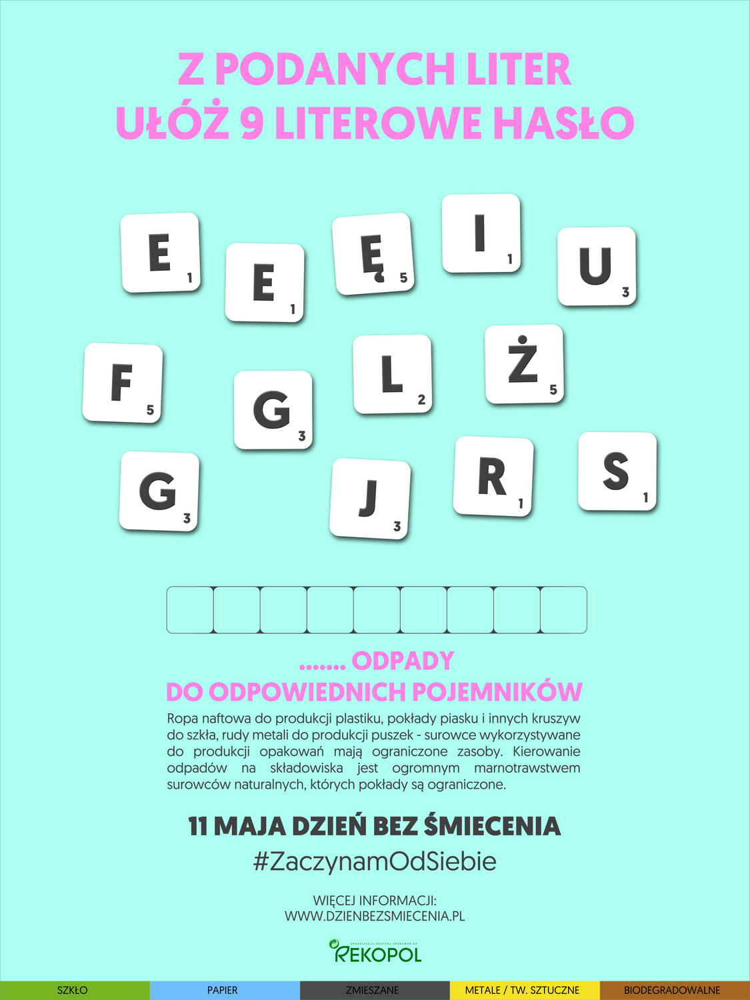 Z PODANYCH LITER
UŁÓŻ 9 LITEROWE HASŁO
E 1
E 1
Ę 5
I 1
U 3
F 5
G 3
L 2
Ż 5
G 3
J 3
R 1
S 1
....... ODPADY
DO ODPOWIEDNICH POJEMNIKÓW
Ropa naftowa do produkcji plastiku, pokłady piasku i innych kruszyw
do szkła, rudy metali do produkcji puszek - surowce wykorzystywane
do produkcji opakowań mają ograniczone zasoby. Kierowanie
odpadów na składowiska jest ogromnym marnotrawstwem
surowców naturalnych, których pokłady są ograniczone.
11 MAJA DZIEŃ BEZ ŚMIECENIA
#ZaczynamOdSiebie
WIĘCEJ INFORMACJI:
WWW.DZIENBEZSMIECENIA.PL
ORGANIZACJA ODZYSKU OPAKOWAŃ SA
REKOPOL
SZKŁO PAPIER ZMIESZANE METALE / TW. SZTUCZNE BIODEGRADOWALNE